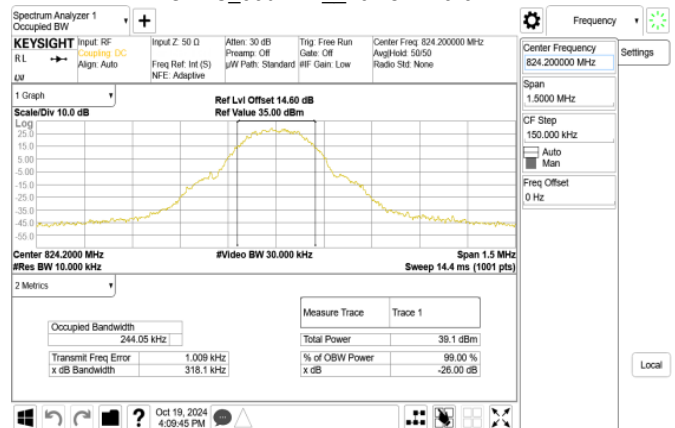 Spectrum Analyzer 1
Occupied BW
Frequency
KEYSIGHT
Input: RF
Coupling: DC
Align: Auto
RL
Input Z: 50 Ω
Freq Ref: Int (S)
NFE: Adaptive
Atten: 30 dB
Preamp: Off
µW Path: Standard
Trig: Free Run
Gate: Off
#IF Gain: Low
Center Freq: 824.200000 MHz
Avg|Hold: 50/50
Radio Std: None
Center Frequency
824.200000 MHz
Settings
Span
1.5000 MHz
CF Step
150.000 kHz
Auto
Man
Freq Offset
0 Hz
1 Graph
Scale/Div 10.0 dB
Ref Lvl Offset 14.60 dB
Ref Value 35.00 dBm
Log
25.0
15.0
5.00
-5.00
-15.0
-25.0
-35.0
-45.0
-55.0
Center 824.2000 MHz
#Video BW 30.000 kHz
Span 1.5 MHz
#Res BW 10.000 kHz
Sweep 14.4 ms (1001 pts)
2 Metrics
Measure Trace
Trace 1
Occupied Bandwidth
244.05 kHz
Total Power
39.1 dBm
Transmit Freq Error
1.009 kHz
% of OBW Power
99.00 %
x dB Bandwidth
318.1 kHz
x dB
-26.00 dB
Local
?
Oct 19, 2024
4:09:45 PM